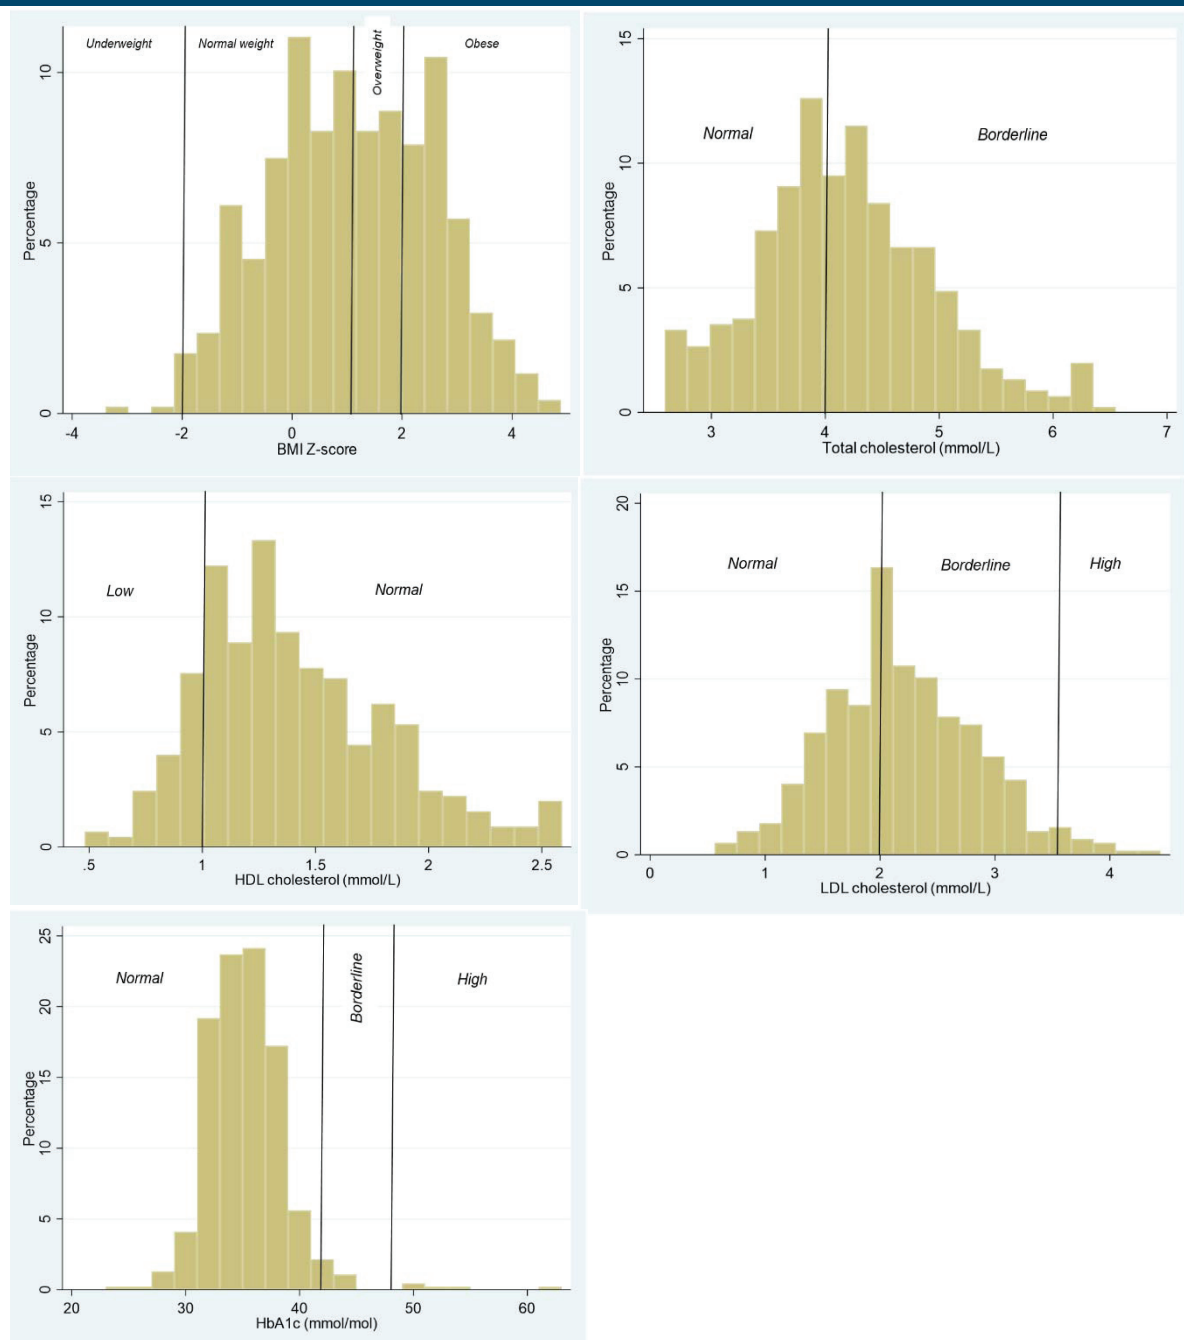 Underweight
Normal weight
Overweight
Obese
Percentage
10
5
0
-4 -2 0 2 4
BMI Z-score
Normal
Borderline
Percentage
15
10
5
0
3 4 5 6 7
Total cholesterol (mmol/L)
Low
Normal
Percentage
15
10
5
0
.5 1 1.5 2 2.5
HDL cholesterol (mmol/L)
Normal
Borderline
High
Percentage
20
15
10
5
0
0 1 2 3 4
LDL cholesterol (mmol/L)
Normal
Borderline
High
Percentage
25
20
15
10
5
0
20 30 40 50 60
HbA1c (mmol/mol)